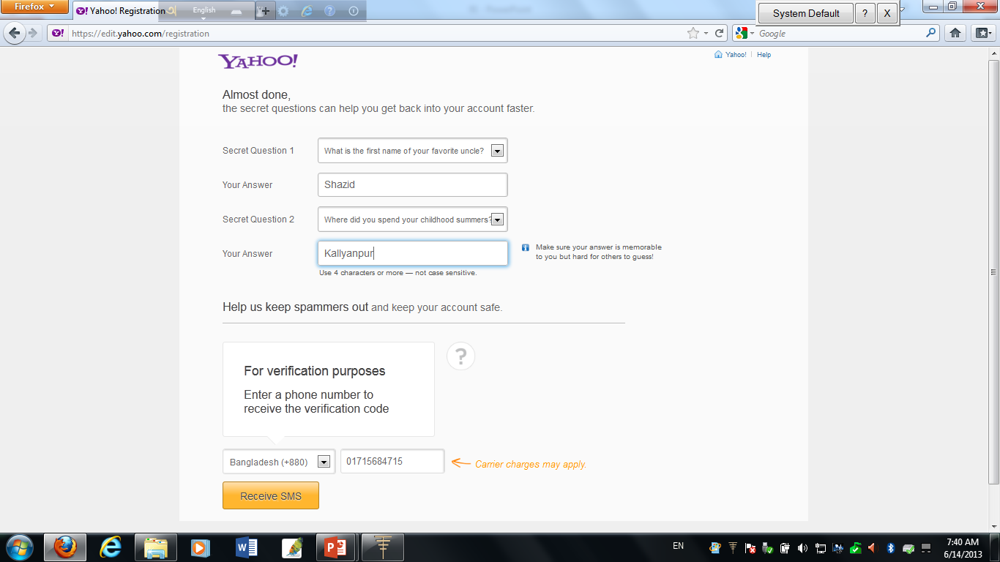 Firefox
Yahoo! Registration
English
System Default ? X
https://edit.yahoo.com/registration
Google
YAHOO!
Yahoo! | Help
Almost done,
the secret questions can help you get back into your account faster.
Secret Question 1 What is the first name of your favorite uncle?
Your Answer Shazid
Secret Question 2 Where did you spend your childhood summers?
Your Answer Kallyanpur
Make sure your answer is memorable
to you but hard for others to guess!
Use 4 characters or more — not case sensitive.
Help us keep spammers out and keep your account safe.
For verification purposes
?
Enter a phone number to
receive the verification code
Bangladesh (+880) 01715684715 Carrier charges may apply.
Receive SMS
EN
7:40 AM
6/14/2013